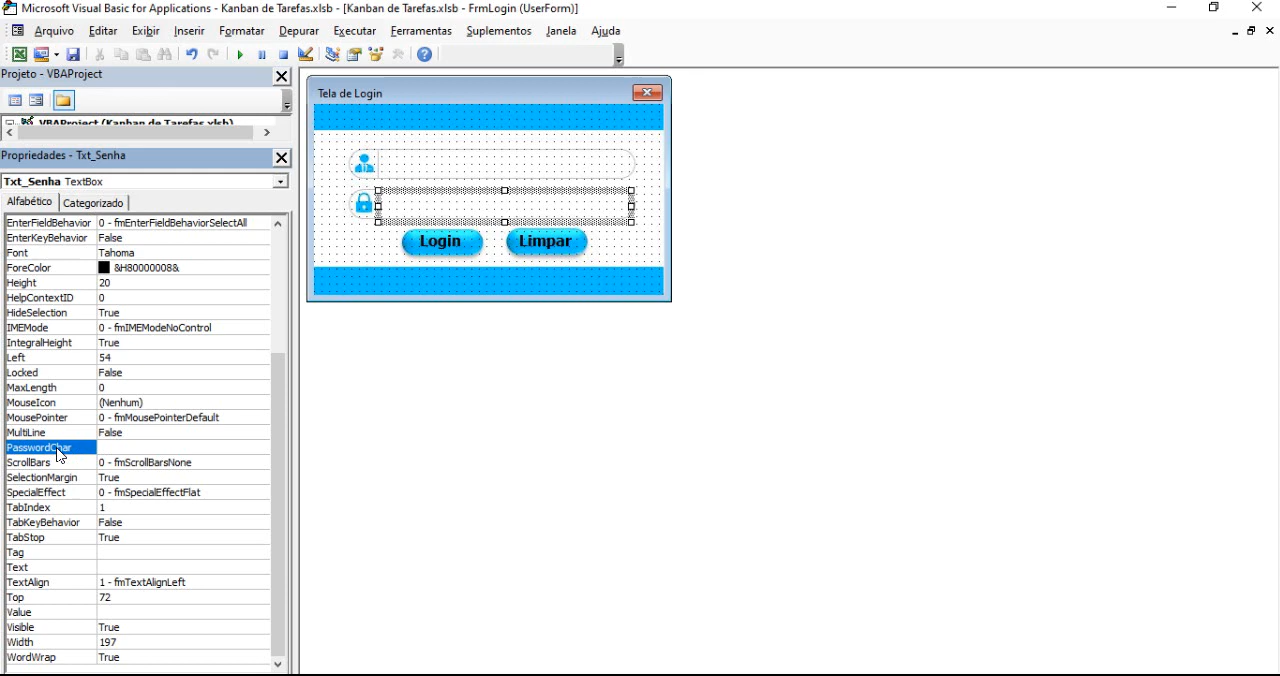 Microsoft Visual Basic for Applications - Kanban de Tarefas.xlsb - [Kanban de Tarefas.xlsb - FrmLogin (UserForm)]
Arquivo Editar Exibir Inserir Formatar Depurar Executar Ferramentas Suplementos Janela Ajuda
Projeto - VBAProject
VBAProject (Kanban de Tarefas.xlsb)
Propriedades - Txt_Senha
Txt_Senha TextBox
Alfabético Categorizado
EnterFieldBehavior 0 - fmEnterFieldBehaviorSelectAll
EnterKeyBehavior False
Font Tahoma
ForeColor &H80000008&
Height 20
HelpContextID 0
HideSelection True
IMEMode 0 - fmIMEModeNoControl
IntegralHeight True
Left 54
Locked False
MaxLength 0
MouseIcon (Nenhum)
MousePointer 0 - fmMousePointerDefault
MultiLine False
PasswordChar
ScrollBars 0 - fmScrollBarsNone
SelectionMargin True
SpecialEffect 0 - fmSpecialEffectFlat
TabIndex 1
TabKeyBehavior False
TabStop True
Tag
Text
TextAlign 1 - fmTextAlignLeft
Top 72
Value
Visible True
Width 197
WordWrap True
Tela de Login
Login Limpar